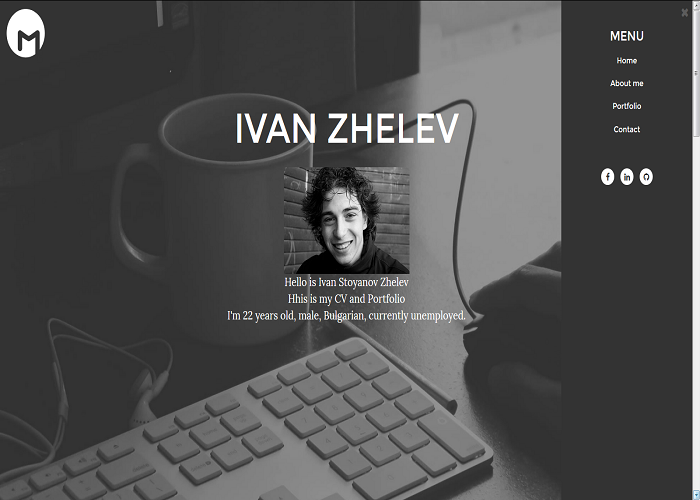 M
MENU
Home
About me
Portfolio
Contact
IVAN ZHELEV
Hello is Ivan Stoyanov Zhelev
Hhis is my CV and Portfolio
I'm 22 years old, male, Bulgarian, currently unemployed.